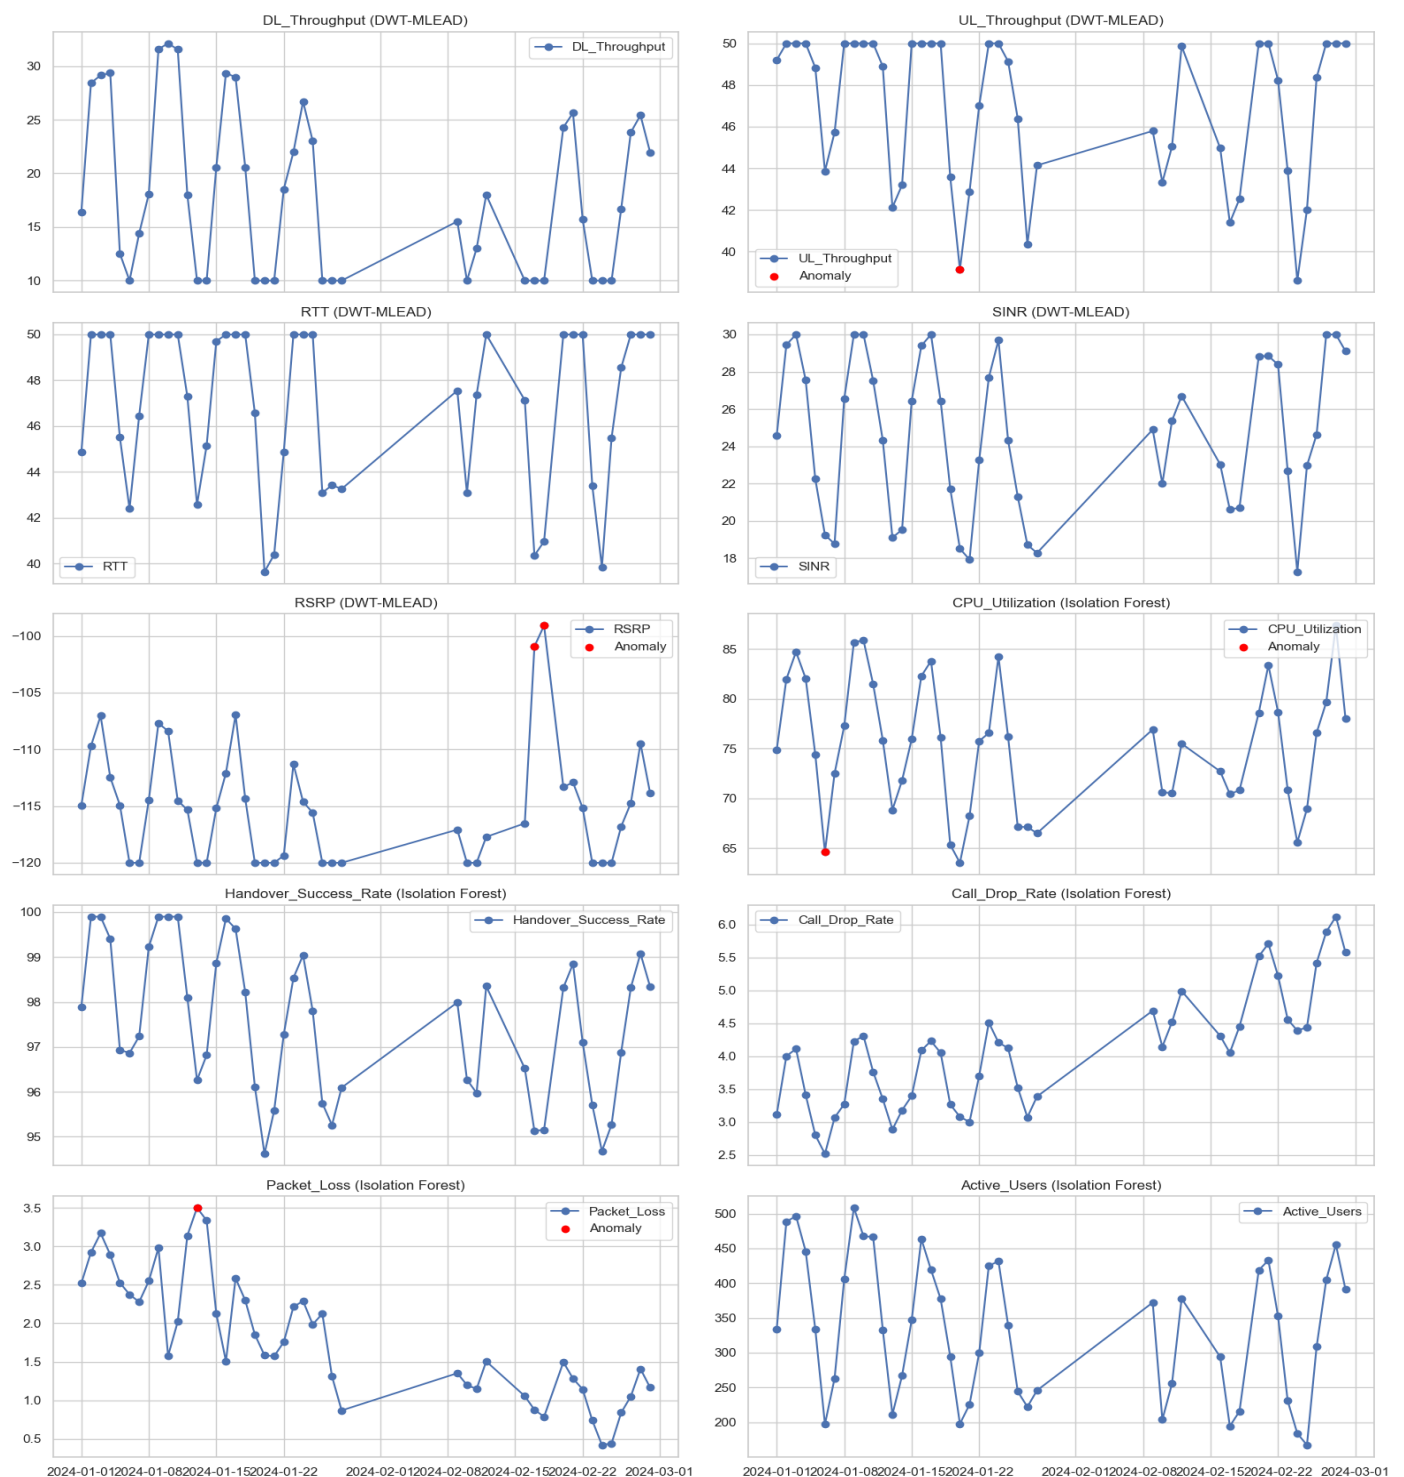 DL_Throughput (DWT-MLEAD)
DL_Throughput
30
25
20
15
10
UL_Throughput (DWT-MLEAD)
50
48
46
44
42
40
UL_Throughput
Anomaly
RTT (DWT-MLEAD)
50
48
46
44
42
40
RTT
SINR (DWT-MLEAD)
30
28
26
24
22
20
18
SINR
RSRP (DWT-MLEAD)
RSRP
Anomaly
−100
−105
−110
−115
−120
CPU_Utilization (Isolation Forest)
CPU_Utilization
Anomaly
85
80
75
70
65
Handover_Success_Rate (Isolation Forest)
Handover_Success_Rate
100
99
98
97
96
95
Call_Drop_Rate (Isolation Forest)
Call_Drop_Rate
6.0
5.5
5.0
4.5
4.0
3.5
3.0
2.5
Packet_Loss (Isolation Forest)
Packet_Loss
Anomaly
3.5
3.0
2.5
2.0
1.5
1.0
0.5
2024-01-01 2024-01-08 2024-01-15 2024-01-22 2024-02-01 2024-02-08 2024-02-15 2024-02-22 2024-03-01
Active_Users (Isolation Forest)
Active_Users
500
450
400
350
300
250
200
2024-01-01 2024-01-08 2024-01-15 2024-01-22 2024-02-01 2024-02-08 2024-02-15 2024-02-22 2024-03-01